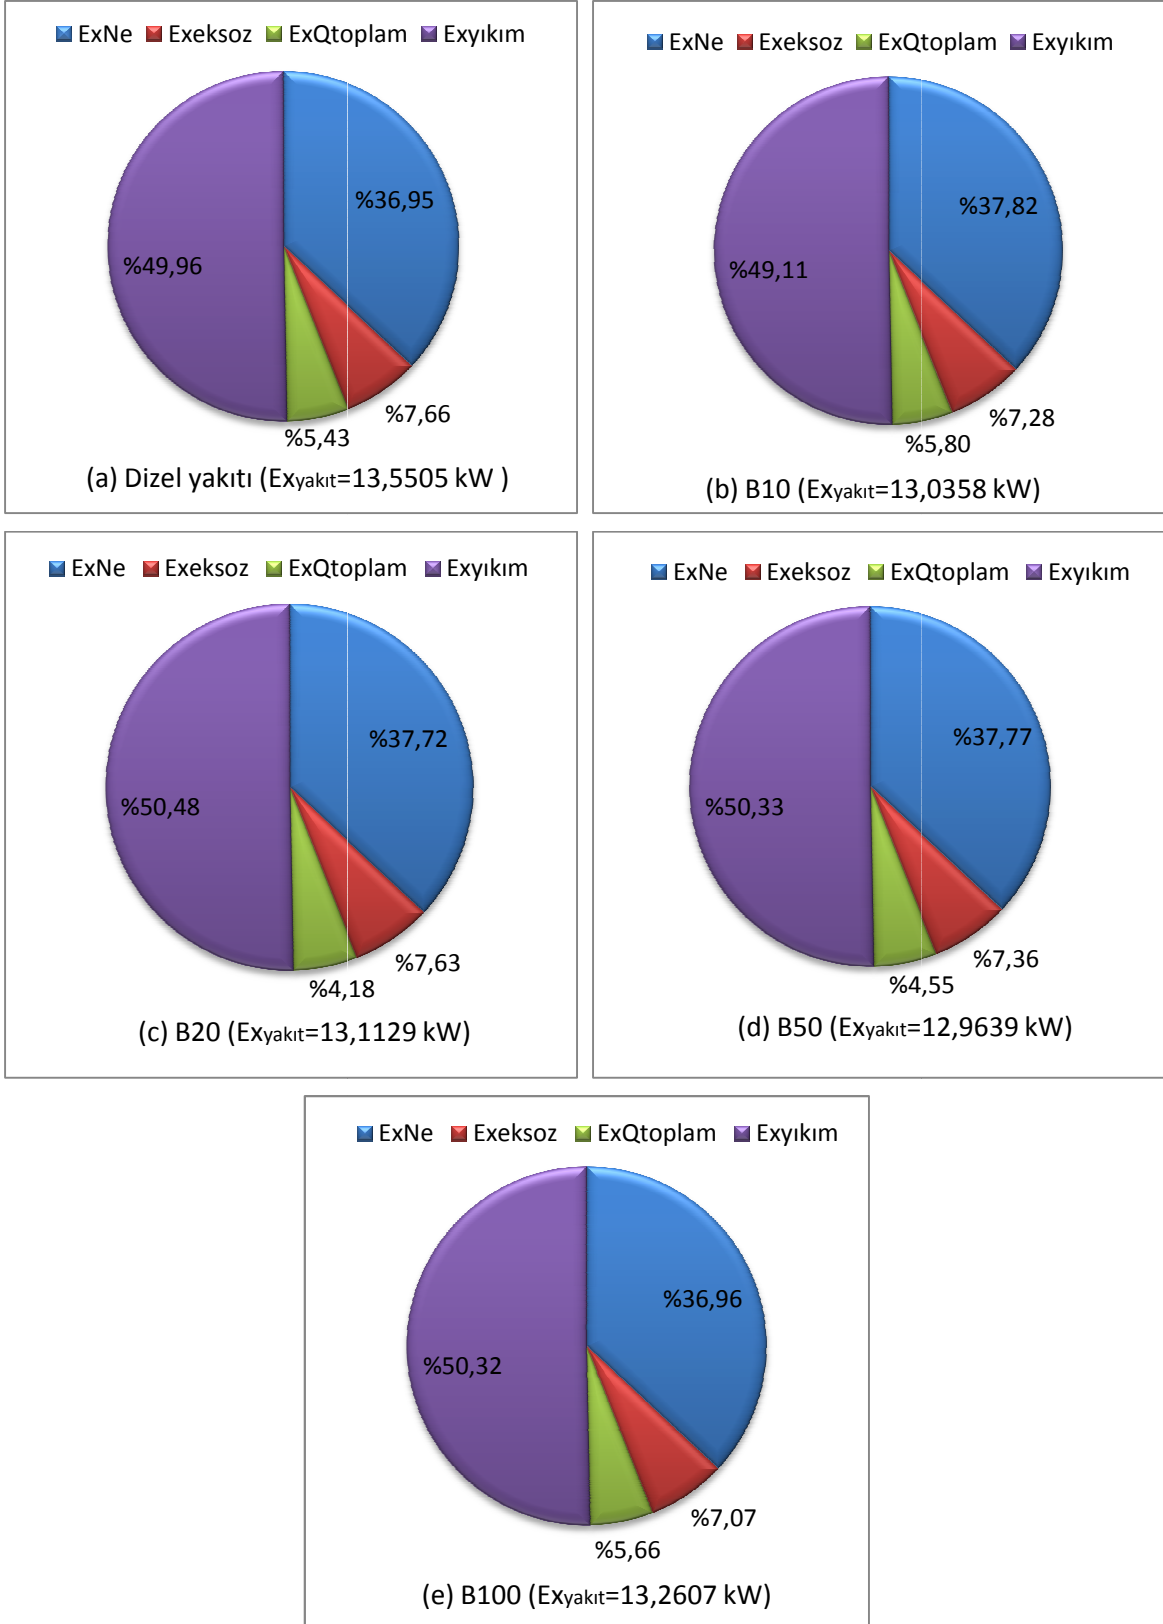 ExNe Exeksoz ExQtoplam Exyıkım
%36,95
%49,96
%7,66
%5,43
(a) Dizel yakıtı (Exyakıt=13,5505 kW )
ExNe Exeksoz ExQtoplam Exyıkım
%37,82
%49,11
%7,28
%5,80
(b) B10 (Exyakıt=13,0358 kW)
ExNe Exeksoz ExQtoplam Exyıkım
%37,72
%50,48
%7,63
%4,18
(c) B20 (Exyakıt=13,1129 kW)
ExNe Exeksoz ExQtoplam Exyıkım
%37,77
%50,33
%7,36
%4,55
(d) B50 (Exyakıt=12,9639 kW)
ExNe Exeksoz ExQtoplam Exyıkım
%36,96
%50,32
%7,07
%5,66
(e) B100 (Exyakıt=13,2607 kW)